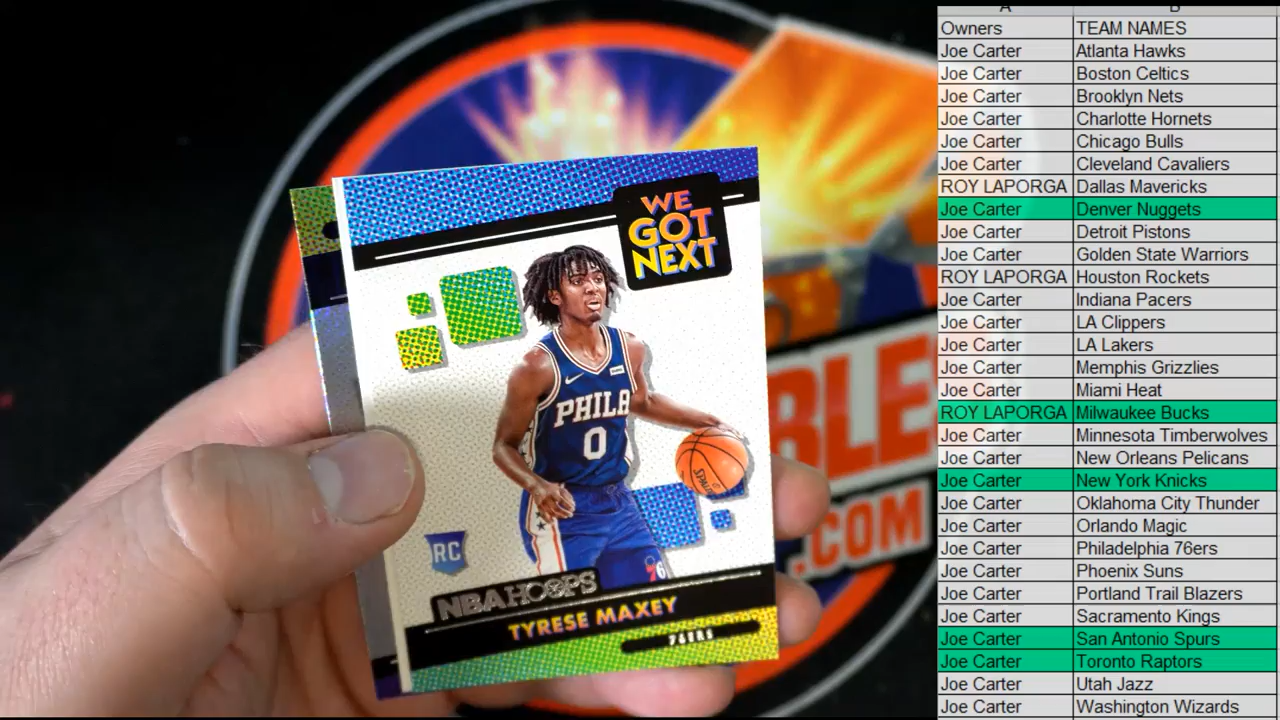 WE
GOT
NEXT
PHILA
0
RC
76
NBA HOOPS
TYRESE MAXEY
76ERS
SPALDING
BLE
.COM
A B
Owners TEAM NAMES
Joe Carter Atlanta Hawks
Joe Carter Boston Celtics
Joe Carter Brooklyn Nets
Joe Carter Charlotte Hornets
Joe Carter Chicago Bulls
Joe Carter Cleveland Cavaliers
ROY LAPORGA Dallas Mavericks
Joe Carter Denver Nuggets
Joe Carter Detroit Pistons
Joe Carter Golden State Warriors
ROY LAPORGA Houston Rockets
Joe Carter Indiana Pacers
Joe Carter LA Clippers
Joe Carter LA Lakers
Joe Carter Memphis Grizzlies
Joe Carter Miami Heat
ROY LAPORGA Milwaukee Bucks
Joe Carter Minnesota Timberwolves
Joe Carter New Orleans Pelicans
Joe Carter New York Knicks
Joe Carter Oklahoma City Thunder
Joe Carter Orlando Magic
Joe Carter Philadelphia 76ers
Joe Carter Phoenix Suns
Joe Carter Portland Trail Blazers
Joe Carter Sacramento Kings
Joe Carter San Antonio Spurs
Joe Carter Toronto Raptors
Joe Carter Utah Jazz
Joe Carter Washington Wizards